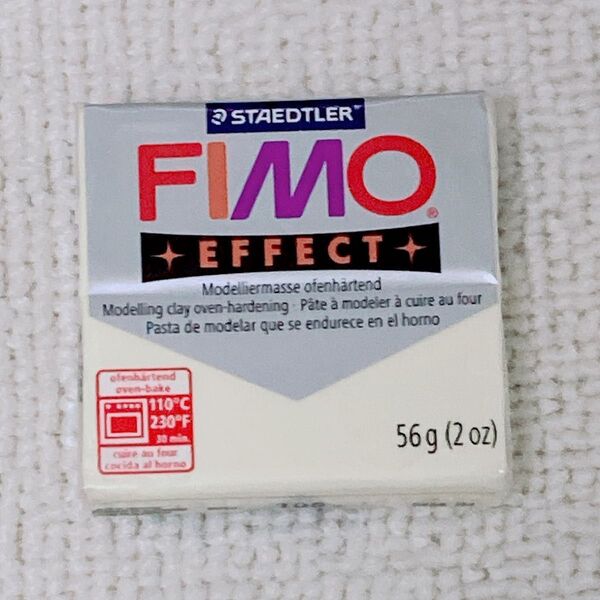 STAEDTLER
FIMO®
EFFECT
Modelliermasse ofenhärtend
Modelling clay oven-hardening · Pâte à modeler à cuire au four
Pasta de modelar que se endurece en el horno
ofenhärtend
oven-bake
110°C
230°F
30 min.
cuire au four
cocida al horno
56 g (2 oz)